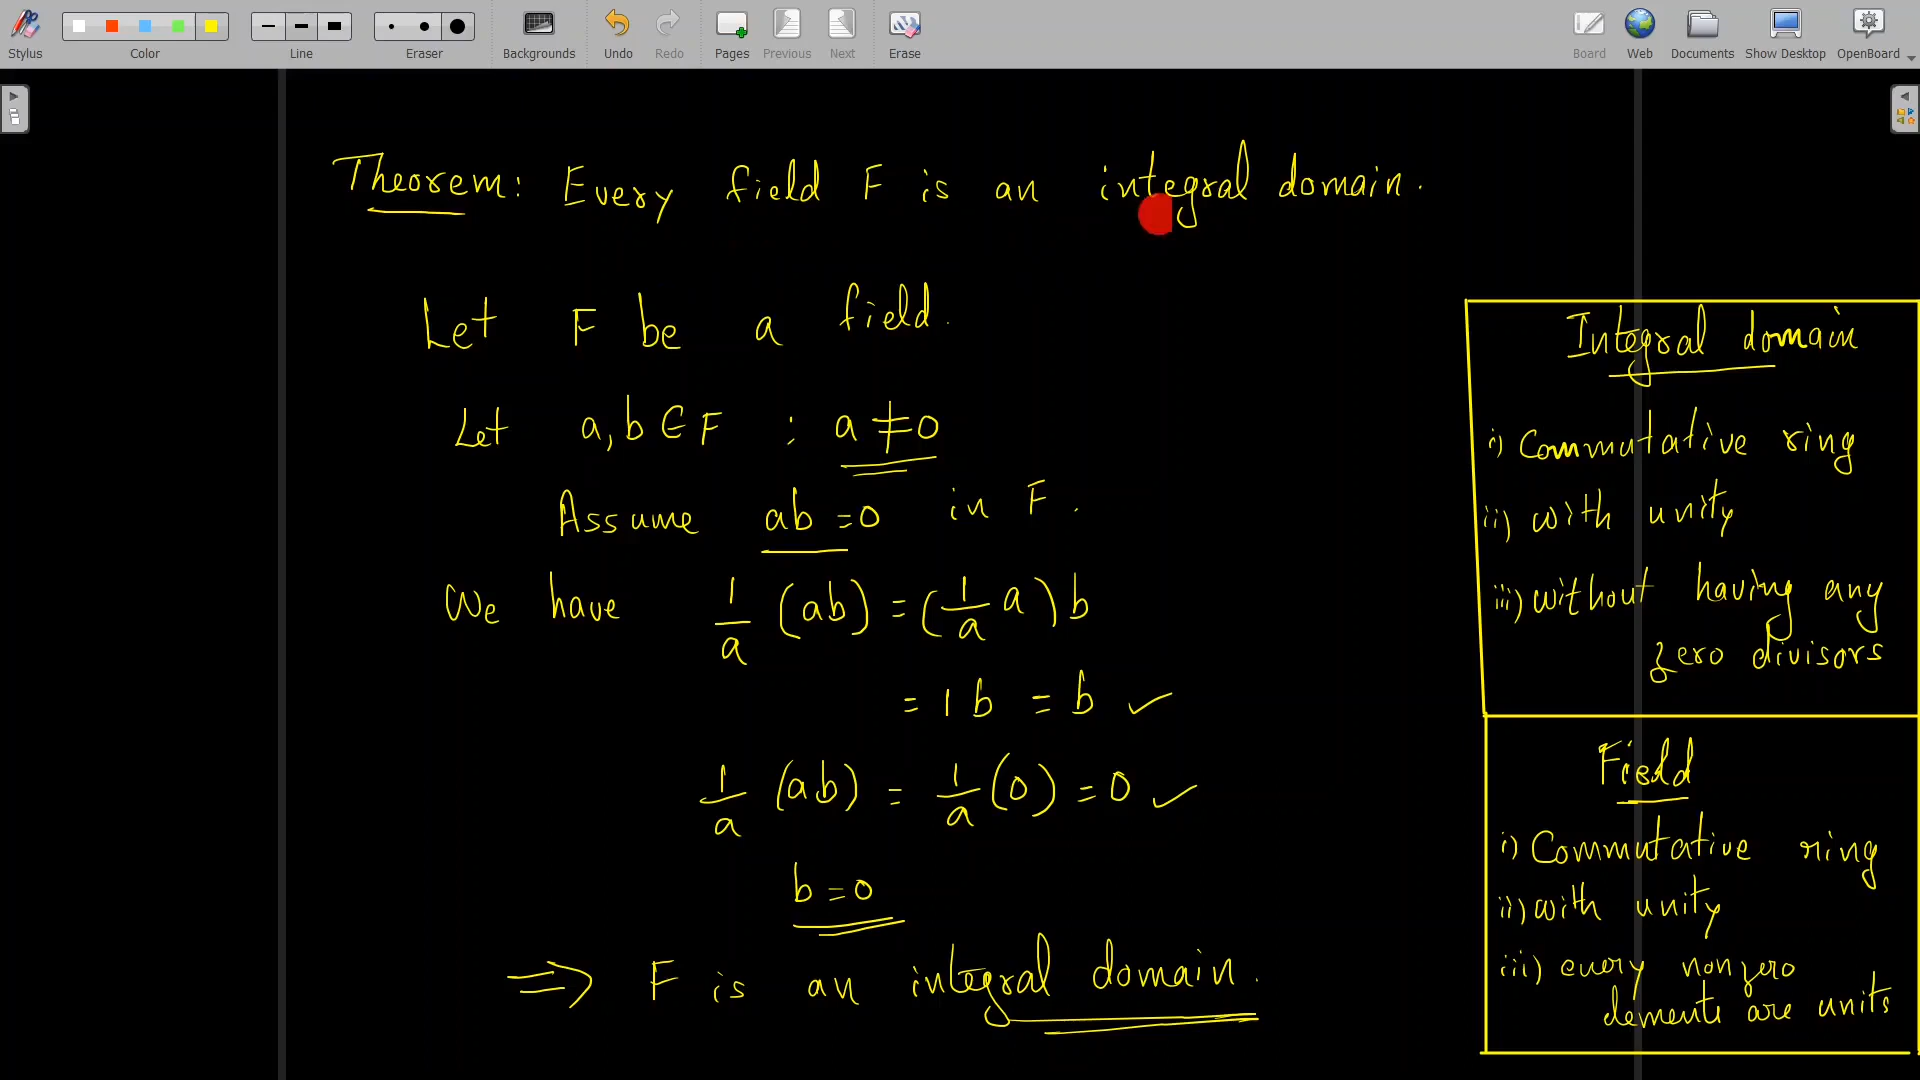 Stylus Color Line Eraser Backgrounds Undo Redo Pages Previous Next Erase Board Web Documents Show Desktop OpenBoard
Theorem: Every field F is an integral domain.
Let F be a field.
Let a, b ∈ F : a ≠ 0
Assume ab = 0 in F.
We have 1/a (ab) = (1/a a) b
= 1 b = b ✓
1/a (ab) = 1/a (0) = 0 ✓
b = 0
⇒ F is an integral domain.
Integral domain
i) Commutative ring
ii) with unity
iii) without having any
zero divisors
Field
i) Commutative ring
ii) with unity
iii) every nonzero
elements are units